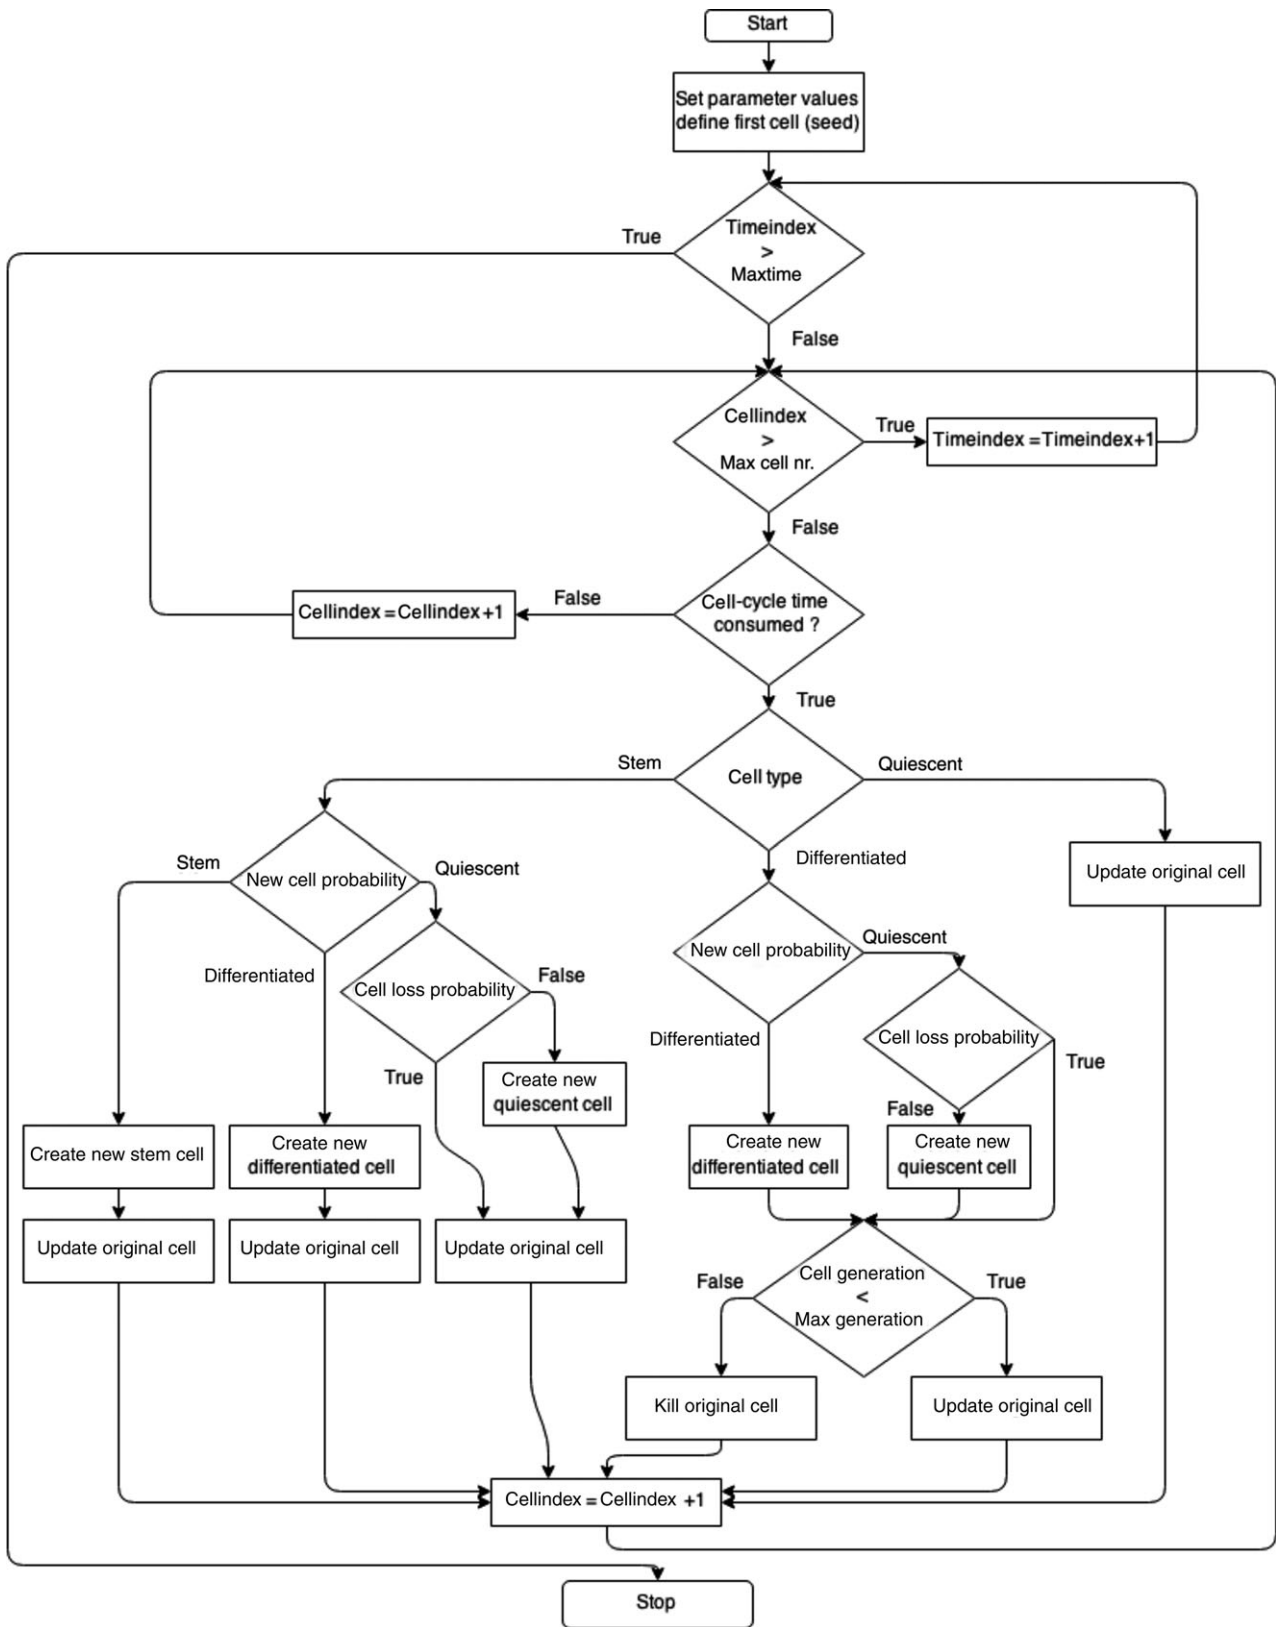 Start
Set parameter values
define first cell (seed)
Timeindex
>
Maxtime
True
False
Cellindex
>
Max cell nr.
True
Timeindex =Timeindex+1
False
Cell-cycle time
consumed ?
False
Cellindex =Cellindex +1
True
Cell type
Stem
Quiescent
Differentiated
Update original cell
New cell probability
Stem
Quiescent
Differentiated
Cell loss probability
False
True
Create new
quiescent cell
Create new stem cell
Create new
differentiated cell
Update original cell
Update original cell
Update original cell
New cell probability
Quiescent
Differentiated
Cell loss probability
True
False
Create new
differentiated cell
Create new
quiescent cell
Cell generation
<
Max generation
False
True
Kill original cell
Update original cell
Cellindex = Cellindex +1
Stop